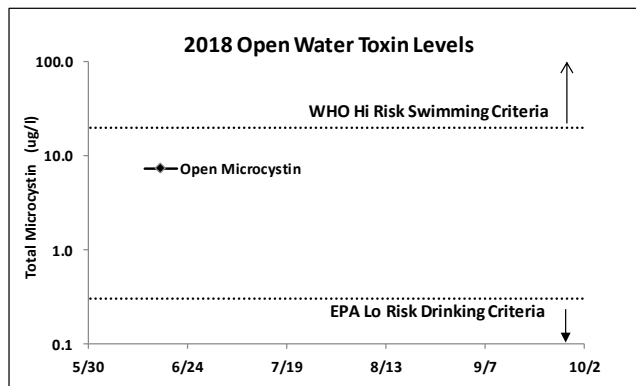 2018 Open Water Toxin Levels
100.0
WHO Hi Risk Swimming Criteria
10.0
Open Microcystin
Total Microcystin (ug/l)
1.0
EPA Lo Risk Drinking Criteria
0.1
5/30 6/24 7/19 8/13 9/7 10/2